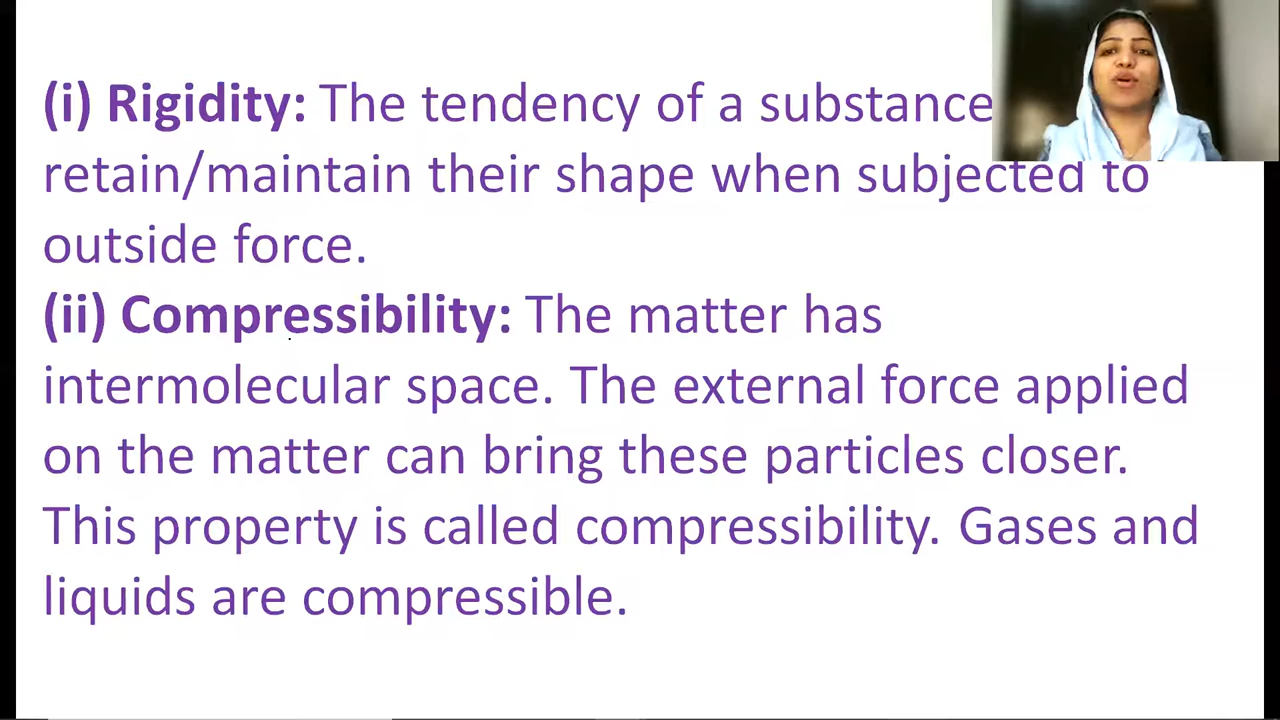 (i) Rigidity: The tendency of a substance
retain/maintain their shape when subjected to
outside force.
(ii) Compressibility: The matter has
intermolecular space. The external force applied
on the matter can bring these particles closer.
This property is called compressibility. Gases and
liquids are compressible.